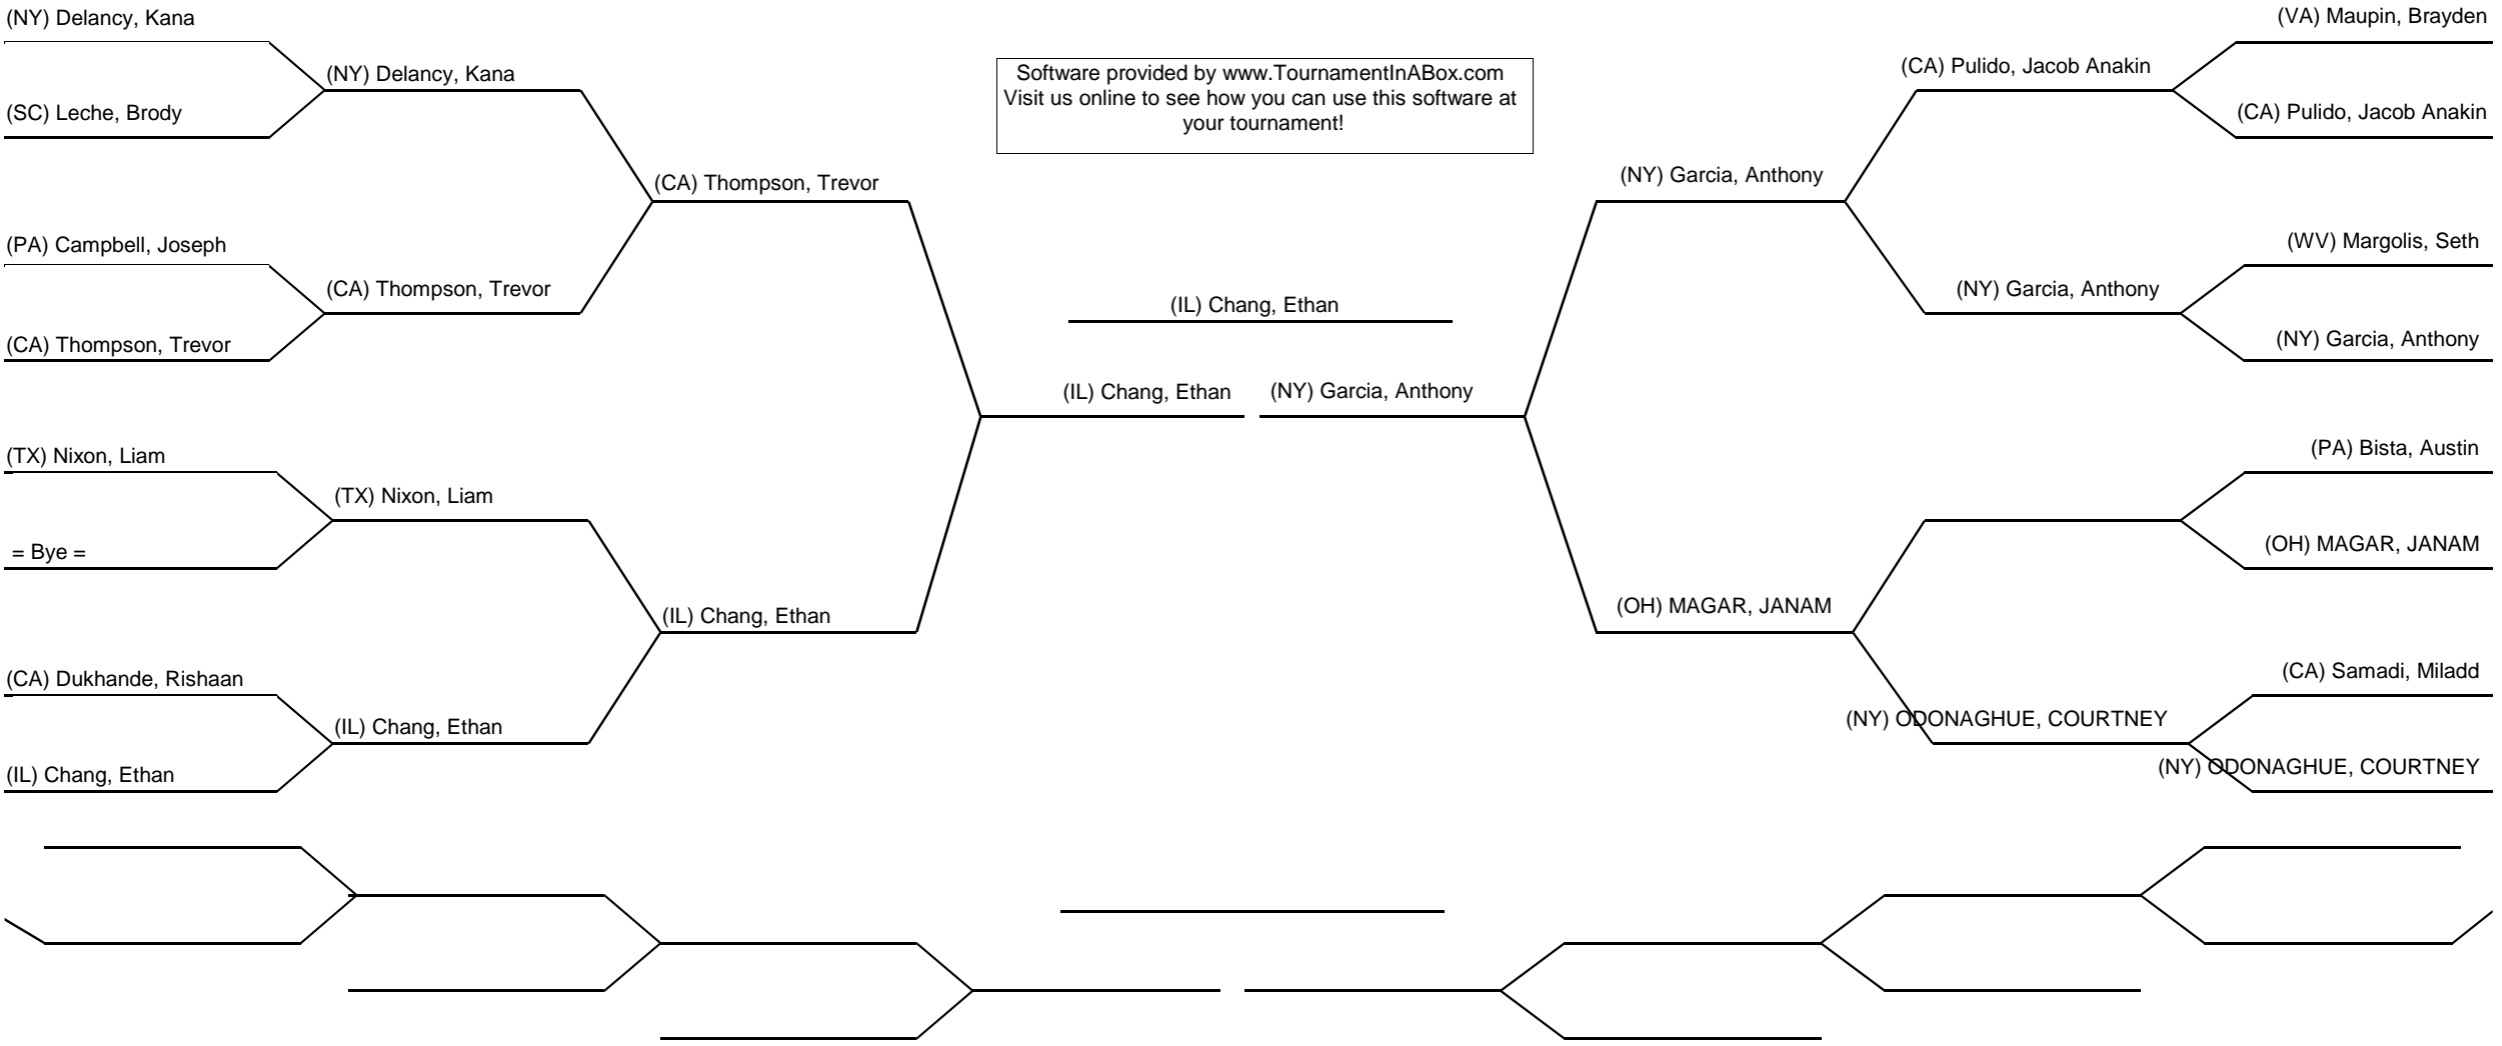 (NY) Delancy, Kana
(SC) Leche, Brody
(PA) Campbell, Joseph
(CA) Thompson, Trevor
(TX) Nixon, Liam
= Bye =
(CA) Dukhande, Rishaan
(IL) Chang, Ethan
(NY) Delancy, Kana
(CA) Thompson, Trevor
(TX) Nixon, Liam
(IL) Chang, Ethan
(CA) Thompson, Trevor
(IL) Chang, Ethan
Software provided by www.TournamentInABox.com
Visit us online to see how you can use this software at
your tournament!
(IL) Chang, Ethan
(IL) Chang, Ethan
(NY) Garcia, Anthony
(NY) Garcia, Anthony
(OH) MAGAR, JANAM
(CA) Pulido, Jacob Anakin
(NY) Garcia, Anthony
(NY) ODONAGHUE, COURTNEY
(VA) Maupin, Brayden
(CA) Pulido, Jacob Anakin
(WV) Margolis, Seth
(NY) Garcia, Anthony
(PA) Bista, Austin
(OH) MAGAR, JANAM
(CA) Samadi, Miladd
(NY) ODONAGHUE, COURTNEY